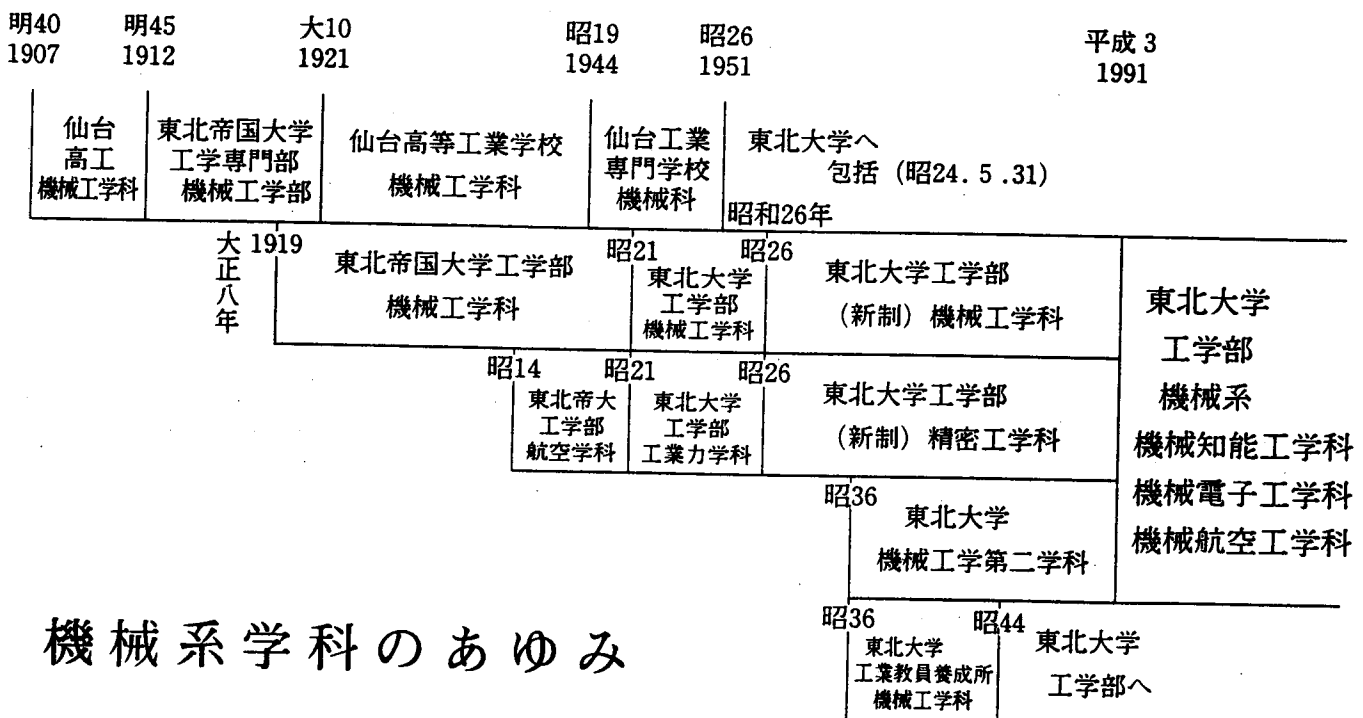 明40
1907
明45
1912
大10
1921
昭19
1944
昭26
1951
平成3
1991
仙台
高工
機械工学科
東北帝国大学
工学専門部
機械工学部
仙台高等工業学校
機械工学科
仙台工業
専門学校
機械科
東北大学へ
包括（昭24.5.31）
昭和26年
大正八年
1919
東北帝国大学工学部
機械工学科
昭21
東北大学
工学部
機械工学科
昭26
東北大学工学部
（新制）機械工学科
昭14
東北帝大
工学部
航空学科
昭21
東北大学
工学部
工業力学科
昭26
東北大学工学部
（新制）精密工学科
昭36
東北大学
機械工学第二学科
東北大学
工学部
機械系
機械知能工学科
機械電子工学科
機械航空工学科
昭36
東北大学
工業教員養成所
機械工学科
昭44
東北大学
工学部へ
機械系学科のあゆみ